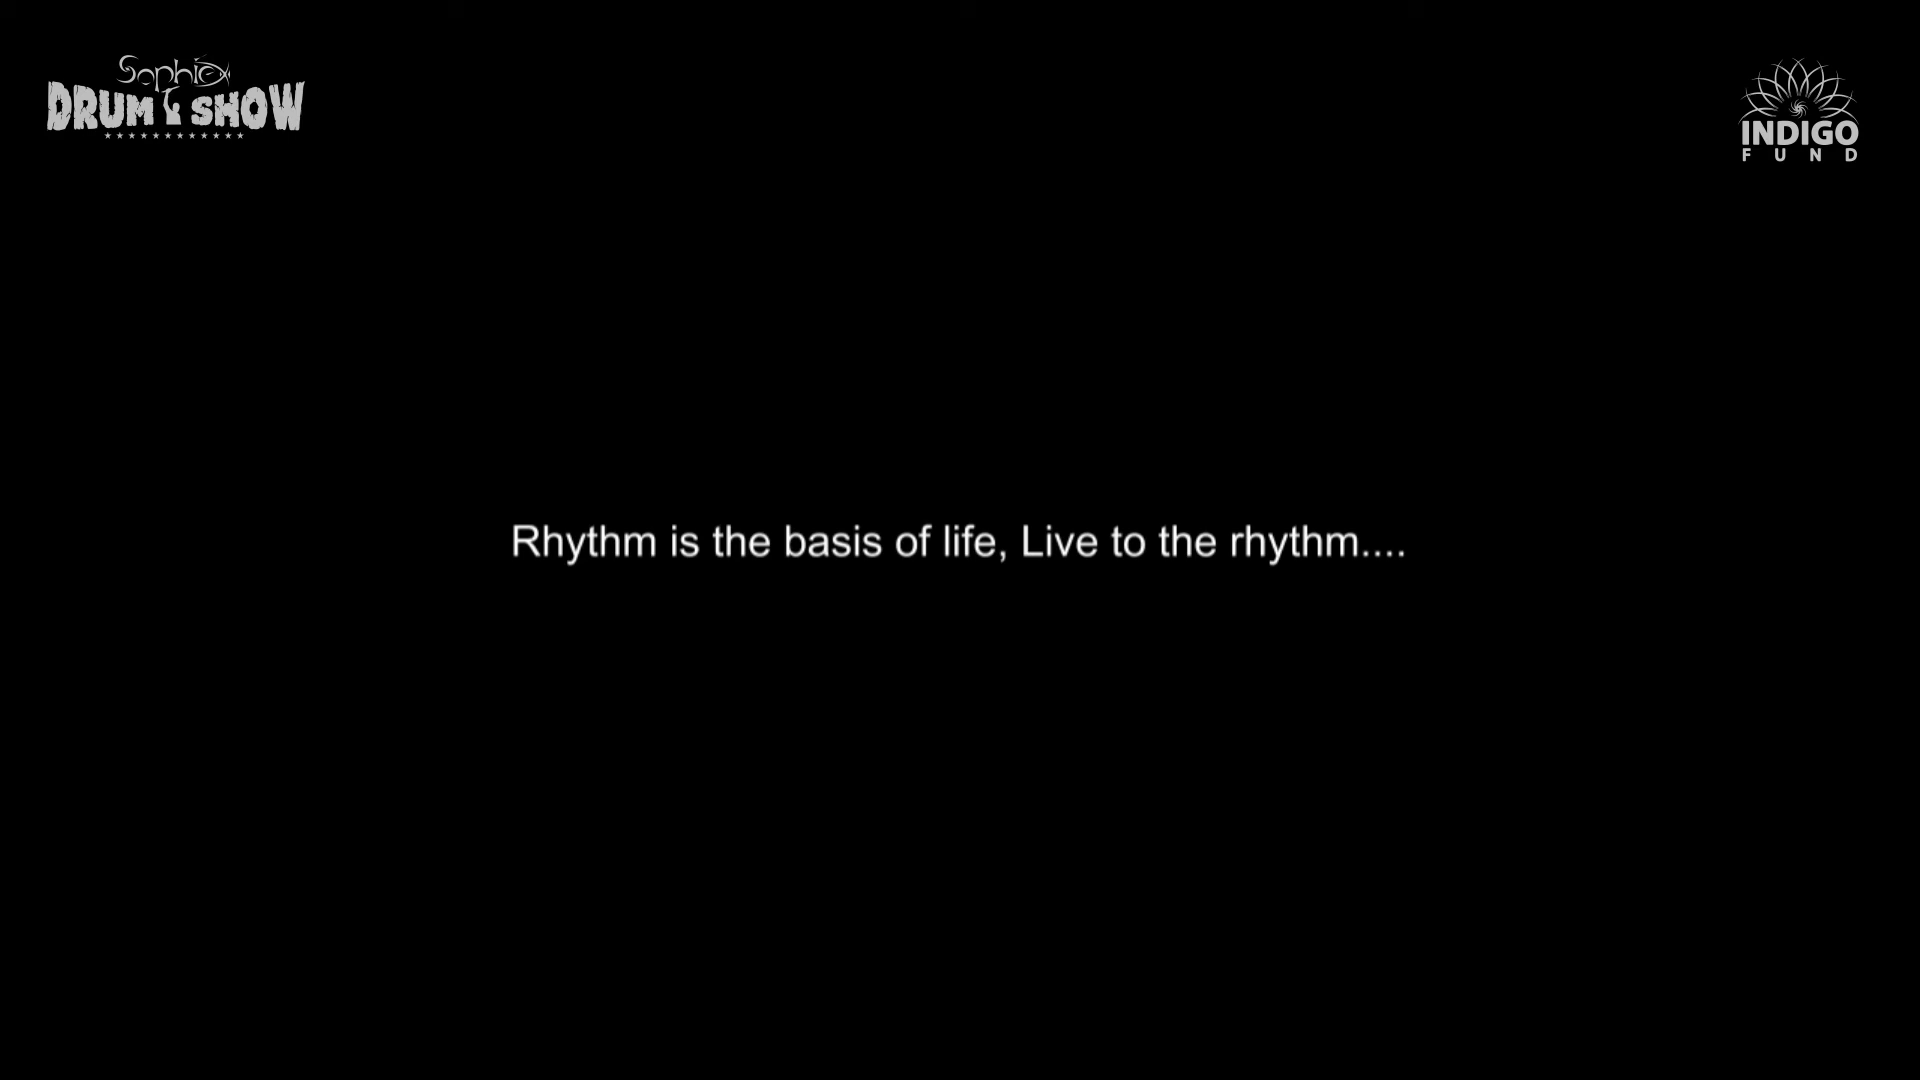 Sophie
DRUM SHOW
INDIGO
FUND
Rhythm is the basis of life, Live to the rhythm....